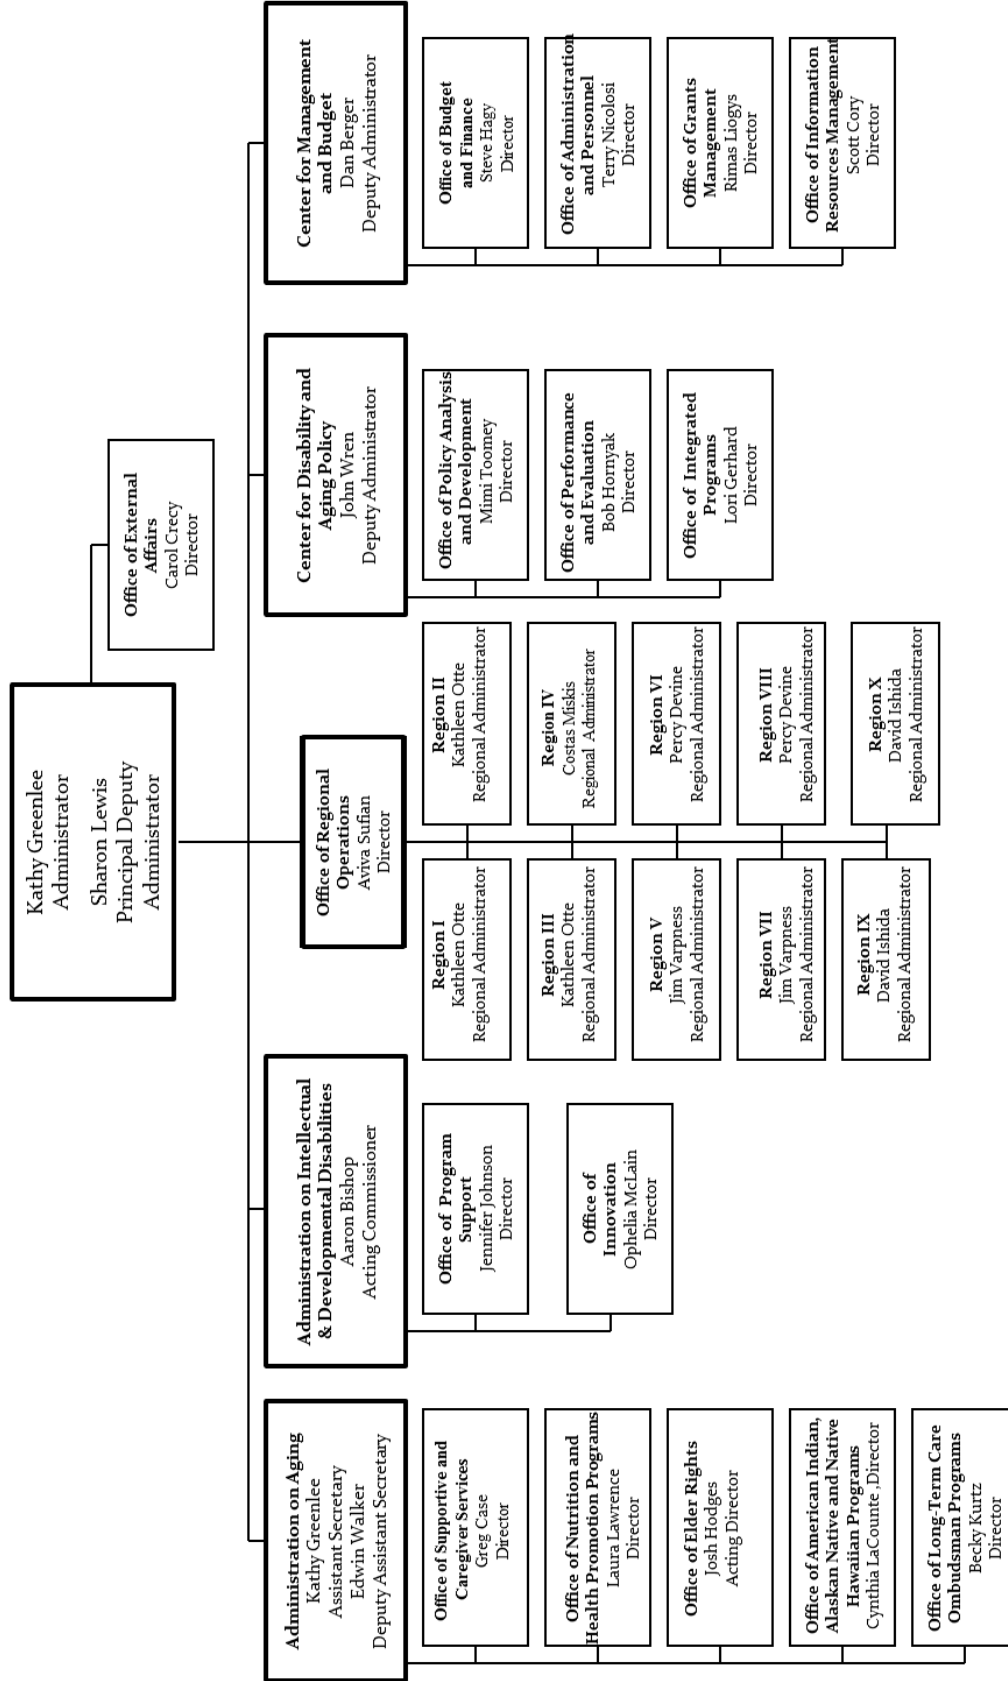 Kathy Greenlee
Administrator
Sharon Lewis
Principal Deputy
Administrator
Office of External
Affairs
Carol Crecy
Director
Administration on Aging
Kathy Greenlee
Assistant Secretary
Edwin Walker
Deputy Assistant Secretary
Office of Supportive and
Caregiver Services
Greg Case
Director
Office of Nutrition and
Health Promotion Programs
Laura Lawrence
Director
Office of Elder Rights
Josh Hodges
Acting Director
Office of American Indian,
Alaskan Native and Native
Hawaiian Programs
Cynthia LaCounte ,Director
Office of Long-Term Care
Ombudsman Programs
Becky Kurtz
Director
Administration on Intellectual
& Developmental Disabilities
Aaron Bishop
Acting Commissioner
Office of Program
Support
Jennifer Johnson
Director
Office of
Innovation
Ophelia McLain
Director
Office of Regional
Operations
Aviva Sufian
Director
Region I
Kathleen Otte
Regional Administrator
Region II
Kathleen Otte
Regional Administrator
Region III
Kathleen Otte
Regional Administrator
Region IV
Costas Miskis
Regional Administrator
Region V
Jim Varpness
Regional Administrator
Region VI
Percy Devine
Regional Administrator
Region VII
Jim Varpness
Regional Administrator
Region VIII
Percy Devine
Regional Administrator
Region IX
David Ishida
Regional Administrator
Region X
David Ishida
Regional Administrator
Center for Disability and
Aging Policy
John Wren
Deputy Administrator
Office of Policy Analysis
and Development
Mimi Toomey
Director
Office of Performance
and Evaluation
Bob Hornyak
Director
Office of Integrated
Programs
Lori Gerhard
Director
Center for Management
and Budget
Dan Berger
Deputy Administrator
Office of Budget
and Finance
Steve Hagy
Director
Office of Administration
and Personnel
Terry Nicolosi
Director
Office of Grants
Management
Rimas Liogys
Director
Office of Information
Resources Management
Scott Cory
Director